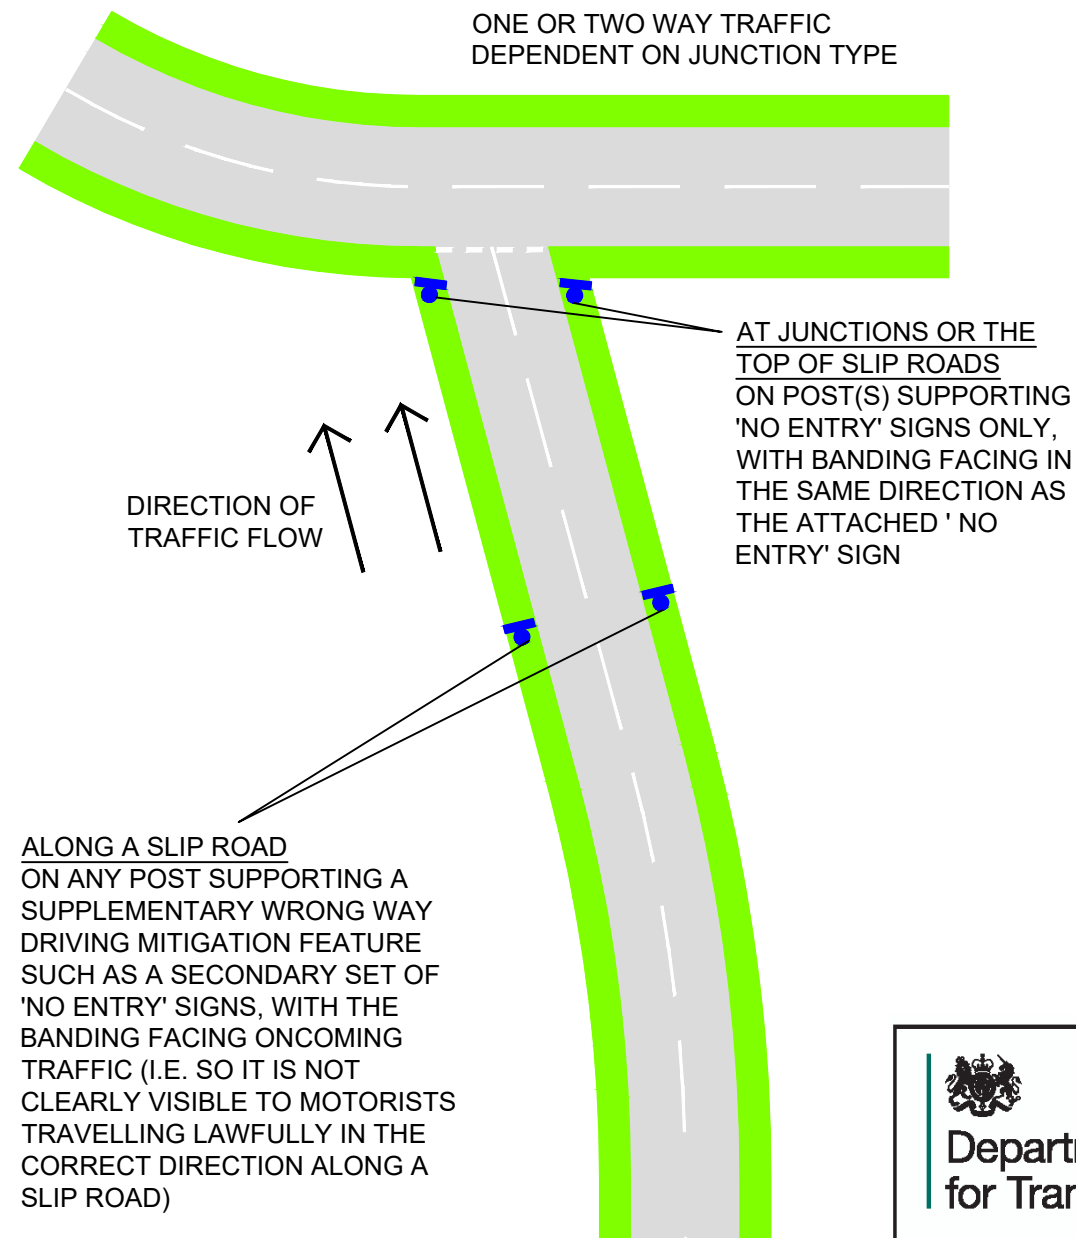 ONE OR TWO WAY TRAFFIC
DEPENDENT ON JUNCTION TYPE
AT JUNCTIONS OR THE
TOP OF SLIP ROADS
ON POST(S) SUPPORTING
'NO ENTRY' SIGNS ONLY,
WITH BANDING FACING IN
THE SAME DIRECTION AS
THE ATTACHED ' NO
ENTRY' SIGN
DIRECTION OF
TRAFFIC FLOW
ALONG A SLIP ROAD
ON ANY POST SUPPORTING A
SUPPLEMENTARY WRONG WAY
DRIVING MITIGATION FEATURE
SUCH AS A SECONDARY SET OF
'NO ENTRY' SIGNS, WITH THE
BANDING FACING ONCOMING
TRAFFIC (I.E. SO IT IS NOT
CLEARLY VISIBLE TO MOTORISTS
TRAVELLING LAWFULLY IN THE
CORRECT DIRECTION ALONG A
SLIP ROAD)
Departm
for Tran